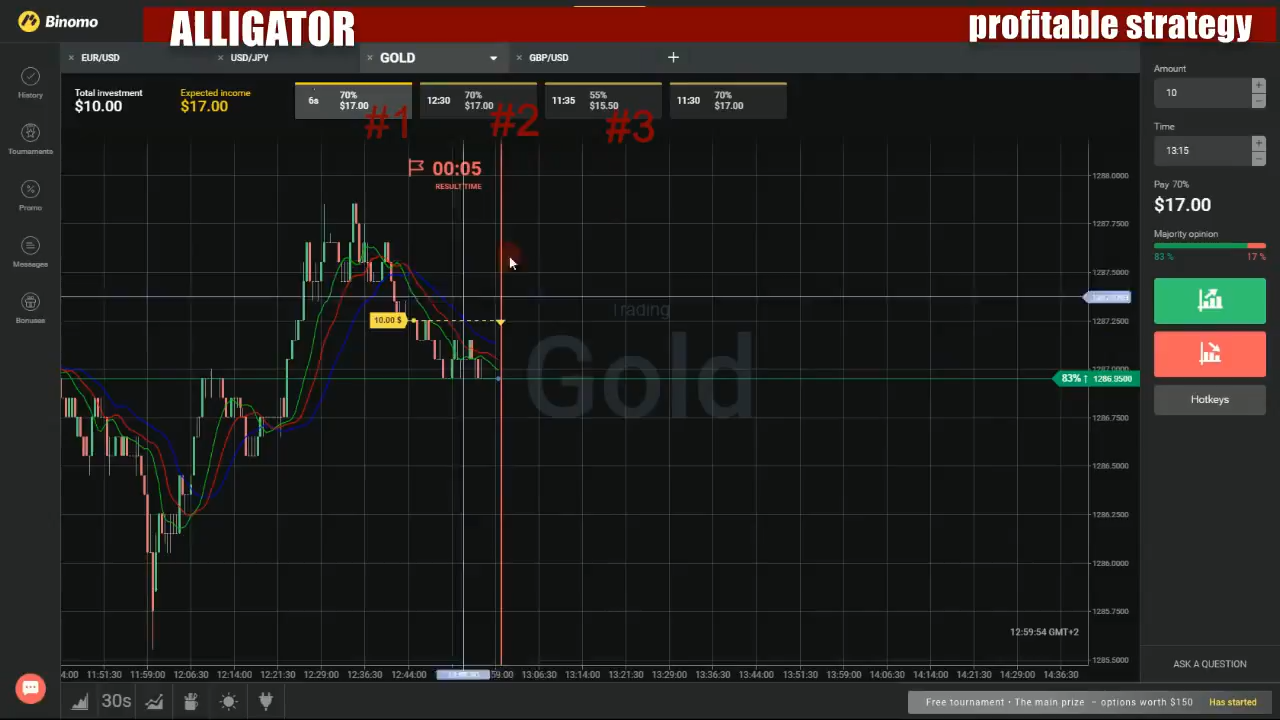 Binomo
ALLIGATOR
profitable strategy
EUR/USD
USD/JPY
GOLD
GBP/USD
+
Total investment
$10.00
Expected income
$17.00
6s
70%
$17.00
12:30
70%
$17.00
11:35
55%
$15.50
11:30
70%
$17.00
#1
#2
#3
History
Tournaments
Promo
Messages
Bonuses
00:05
RESULT TIME
10.00 $
Trading
Gold
1288.0000
1287.7500
1287.5000
1287.2500
83% ↑ 1286.9500
1286.7500
1286.5000
1286.2500
1286.0000
1285.7500
1285.5000
12:59:54 GMT+2
11:51:30
11:59:00
12:06:30
12:14:00
12:21:30
12:29:00
12:36:30
12:44:00
13:06:30
13:14:00
13:21:30
13:29:00
13:36:30
13:44:00
13:51:30
13:59:00
14:06:30
14:14:00
14:21:30
14:29:00
14:36:30
Amount
10
Time
13:15
Pay 70%
$17.00
Majority opinion
83 %
17 %
Hotkeys
ASK A QUESTION
30s
Free tournament • The main prize – options worth $150
Has started